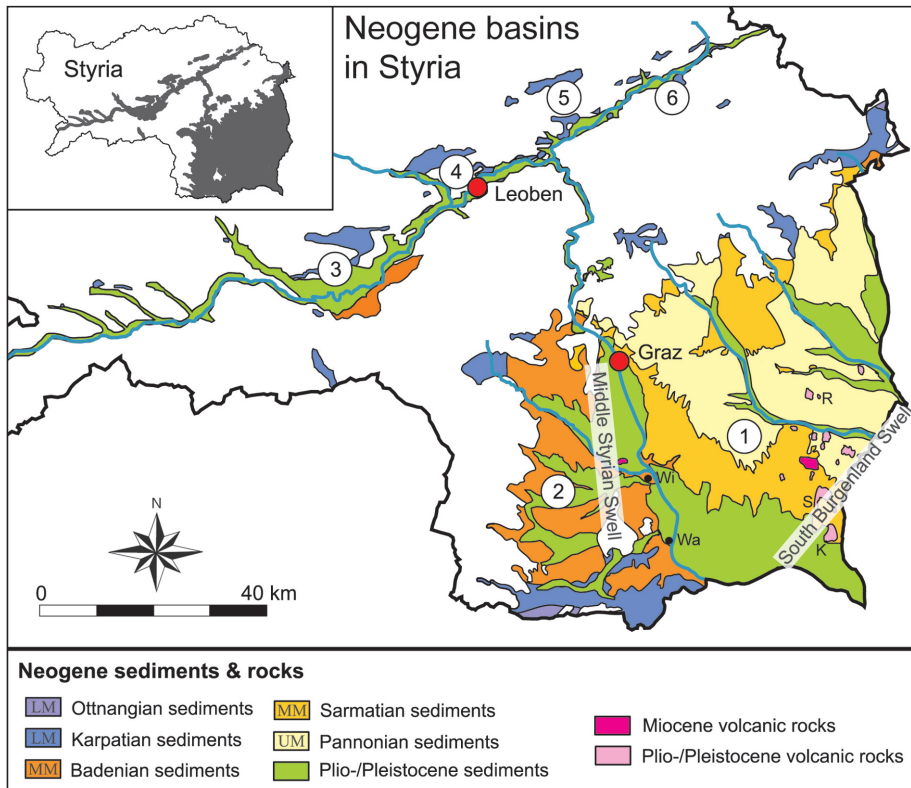 Neogene basins
in Styria
Styria
5
6
4
Leoben
3
Graz
Middle Styrian Swell
1
R
South Burgenland Swell
2
Wi
S
Wa
K
N
0
40 km
Neogene sediments & rocks
LM Ottnangian sediments
LM Karpatian sediments
MM Badenian sediments
MM Sarmatian sediments
UM Pannonian sediments
Plio-/Pleistocene sediments
Miocene volcanic rocks
Plio-/Pleistocene volcanic rocks